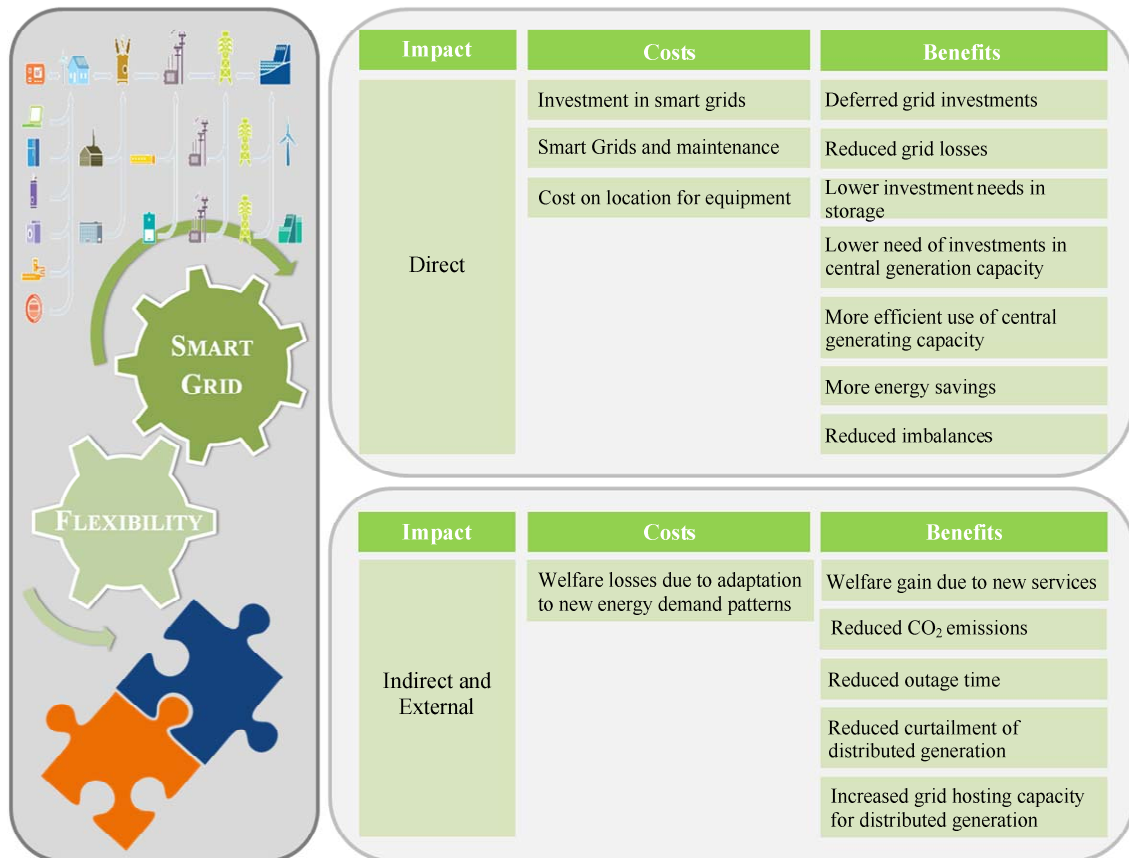 SMART
GRID
FLEXIBILITY
Impact Costs Benefits
Direct
Investment in smart grids
Smart Grids and maintenance
Cost on location for equipment
Deferred grid investments
Reduced grid losses
Lower investment needs in
storage
Lower need of investments in
central generation capacity
More efficient use of central
generating capacity
More energy savings
Reduced imbalances
Impact Costs Benefits
Indirect and
External
Welfare losses due to adaptation
to new energy demand patterns
Welfare gain due to new services
Reduced CO₂ emissions
Reduced outage time
Reduced curtailment of
distributed generation
Increased grid hosting capacity
for distributed generation